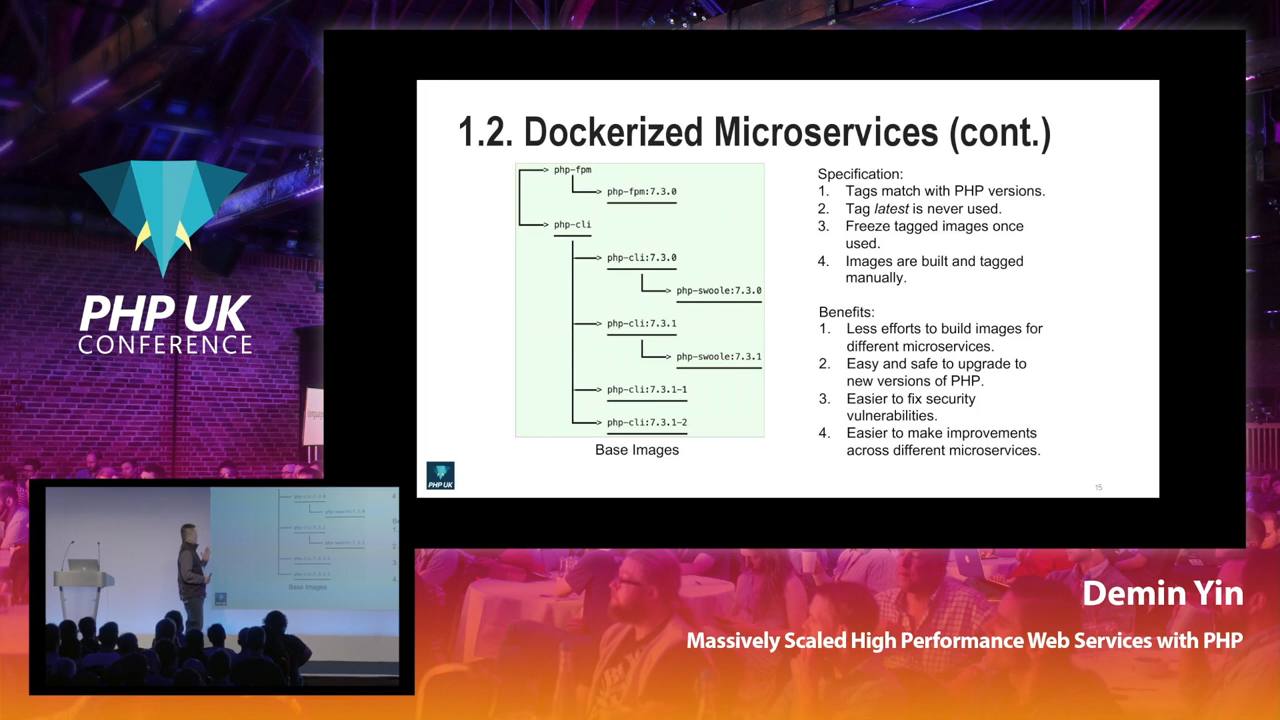 PHP UK
CONFERENCE
1.2. Dockerized Microservices (cont.)
php-fpm
php-fpm:7.3.0
php-cli
php-cli:7.3.0
php-swoole:7.3.0
php-cli:7.3.1
php-swoole:7.3.1
php-cli:7.3.1-1
php-cli:7.3.1-2
Base Images
Specification:
1. Tags match with PHP versions.
2. Tag latest is never used.
3. Freeze tagged images once
used.
4. Images are built and tagged
manually.
Benefits:
1. Less efforts to build images for
different microservices.
2. Easy and safe to upgrade to
new versions of PHP.
3. Easier to fix security
vulnerabilities.
4. Easier to make improvements
across different microservices.
PHP UK
15
Base Images
Demin Yin
Massively Scaled High Performance Web Services with PHP